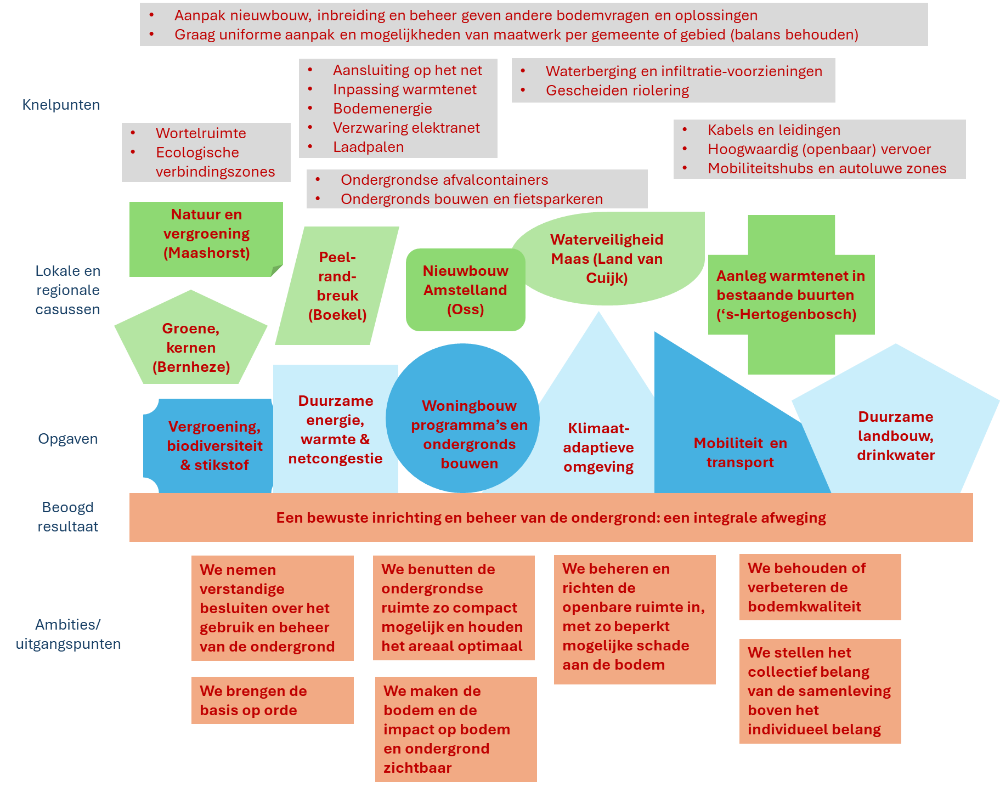 • Aanpak nieuwbouw, inbreiding en beheer geven andere bodemvragen en oplossingen
• Graag uniforme aanpak en mogelijkheden van maatwerk per gemeente of gebied (balans behouden)
Knelpunten
• Wortelruimte
• Ecologische
verbindingszones
• Aansluiting op het net
• Inpassing warmtenet
• Bodemenergie
• Verzwaring elektranet
• Laadpalen
• Waterberging en infiltratie-voorzieningen
• Gescheiden riolering
• Kabels en leidingen
• Hoogwaardig (openbaar) vervoer
• Mobiliteitshubs en autoluwe zones
• Ondergrondse afvalcontainers
• Ondergronds bouwen en fietsparkeren
Lokale en
regionale
casussen
Natuur en
vergroening
(Maashorst)
Groene,
kernen
(Bernheze)
Peel-
rand-
breuk
(Boekel)
Nieuwbouw
Amstelland
(Oss)
Waterveiligheid
Maas (Land van
Cuijk)
Aanleg warmtenet in
bestaande buurten
(‘s-Hertogenbosch)
Opgaven
Vergroening,
biodiversiteit
& stikstof
Duurzame
energie,
warmte &
netcongestie
Woningbouw
programma’s en
ondergronds
bouwen
Klimaat-
adaptieve
omgeving
Mobiliteit en
transport
Duurzame
landbouw,
drinkwater
Beoogd
resultaat
Een bewuste inrichting en beheer van de ondergrond: een integrale afweging
Ambities/
uitgangspunten
We nemen
verstandige
besluiten over het
gebruik en beheer
van de ondergrond
We benutten de
ondergrondse
ruimte zo compact
mogelijk en houden
het areaal optimaal
We beheren en
richten de
openbare ruimte in,
met zo beperkt
mogelijke schade
aan de bodem
We behouden of
verbeteren de
bodemkwaliteit
We brengen de
basis op orde
We maken de
bodem en de
impact op bodem
en ondergrond
zichtbaar
We stellen het
collectief belang
van de samenleving
boven het
individueel belang